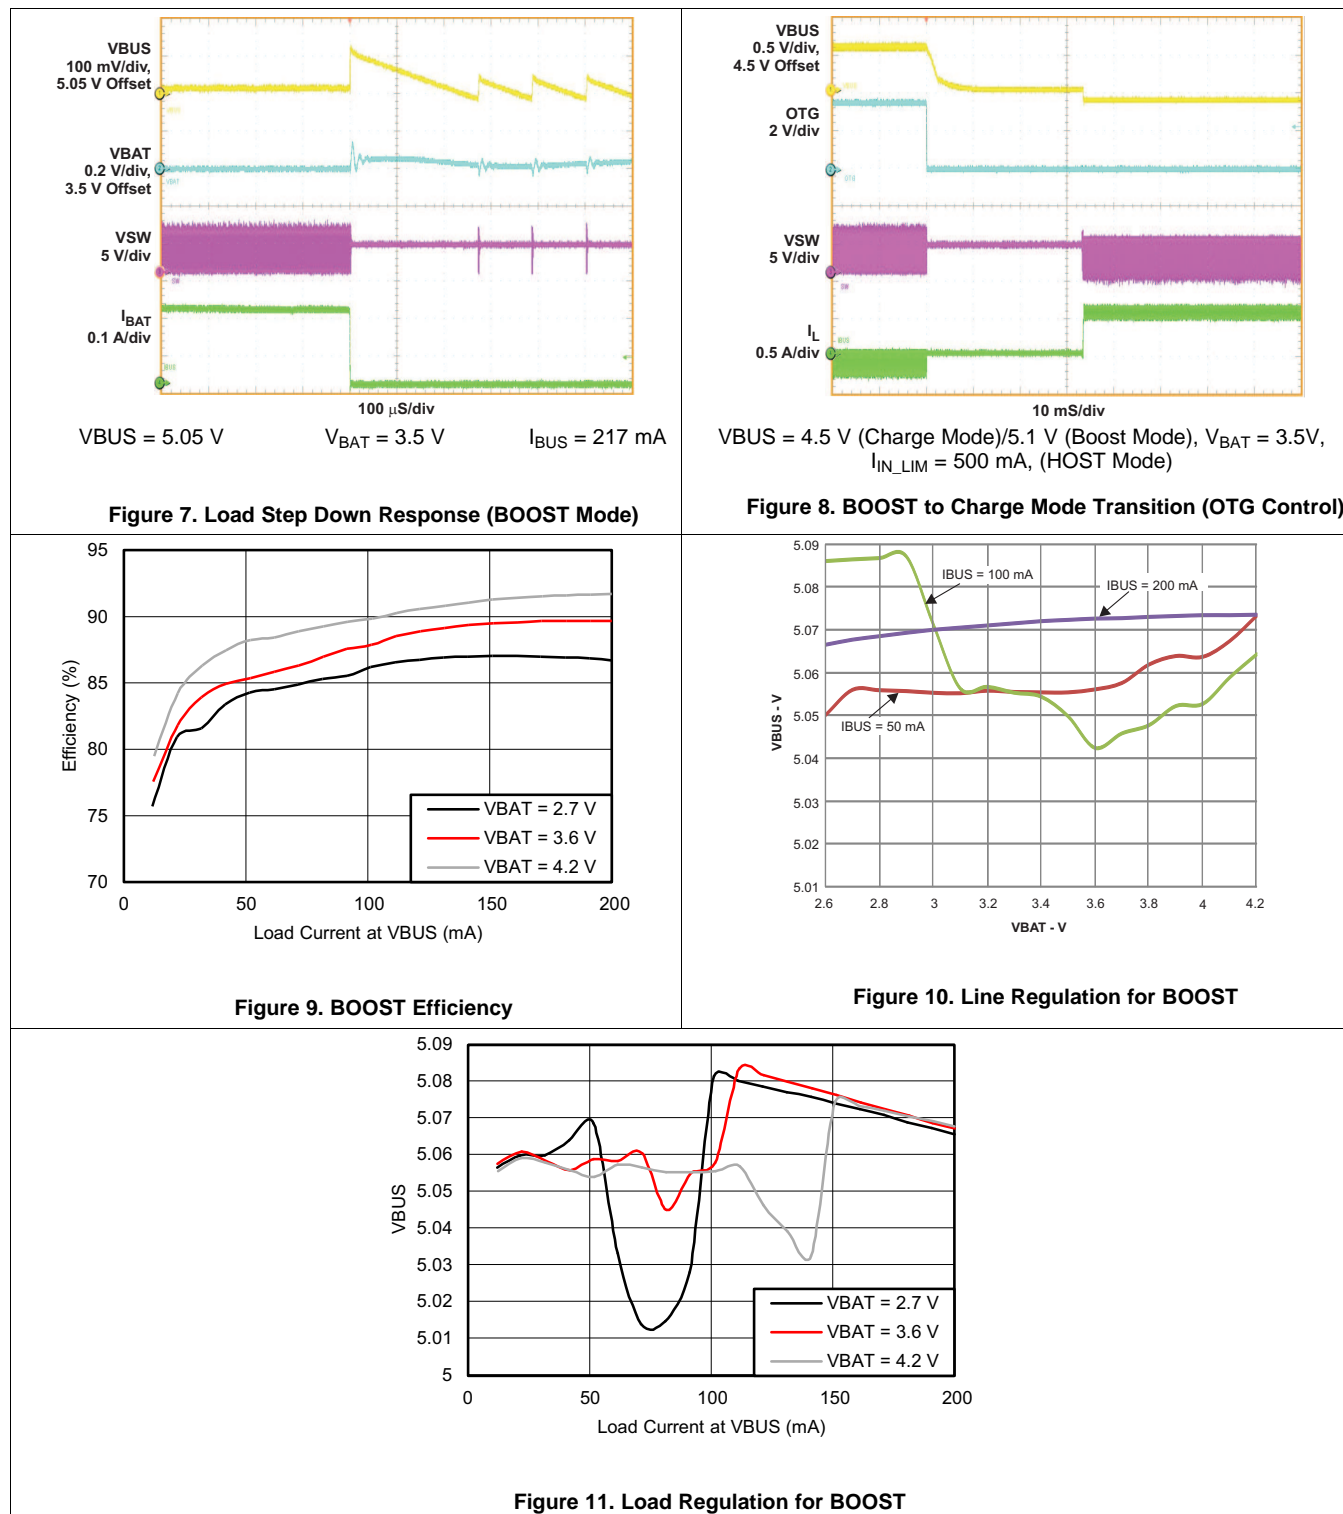 VBUS
100 mV/div,
5.05 V Offset
VBAT
0.2 V/div,
3.5 V Offset
VBAT
VSW
5 V/div
SW
IBAT
0.1 A/div
IBUS
100 μS/div
VBUS = 5.05 V VBAT = 3.5 V IBUS = 217 mA
Figure 7. Load Step Down Response (BOOST Mode)
VBUS
0.5 V/div,
4.5 V Offset
OTG
2 V/div
OTG
VSW
5 V/div
SW
IL
0.5 A/div
IBUS
10 mS/div
VBUS = 4.5 V (Charge Mode)/5.1 V (Boost Mode), VBAT = 3.5V,
IIN_LIM = 500 mA, (HOST Mode)
Figure 8. BOOST to Charge Mode Transition (OTG Control)
95
90
85
80
75
70
Efficiency (%)
VBAT = 2.7 V
VBAT = 3.6 V
VBAT = 4.2 V
0 50 100 150 200
Load Current at VBUS (mA)
Figure 9. BOOST Efficiency
5.09
5.08
5.07
5.06
5.05
5.04
5.03
5.02
5.01
VBUS - V
IBUS = 100 mA
IBUS = 200 mA
IBUS = 50 mA
2.6 2.8 3 3.2 3.4 3.6 3.8 4 4.2
VBAT - V
Figure 10. Line Regulation for BOOST
5.09
5.08
5.07
5.06
5.05
5.04
5.03
5.02
5.01
5
VBUS
VBAT = 2.7 V
VBAT = 3.6 V
VBAT = 4.2 V
0 50 100 150 200
Load Current at VBUS (mA)
Figure 11. Load Regulation for BOOST